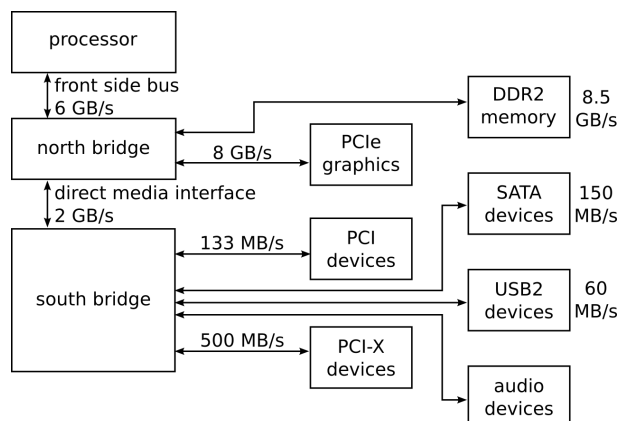 processor
front side bus
6 GB/s
north bridge
8 GB/s
DDR2
memory
8.5
GB/s
PCIe
graphics
direct media interface
2 GB/s
SATA
devices
150
MB/s
south bridge
133 MB/s
PCI
devices
USB2
devices
60
MB/s
500 MB/s
PCI-X
devices
audio
devices